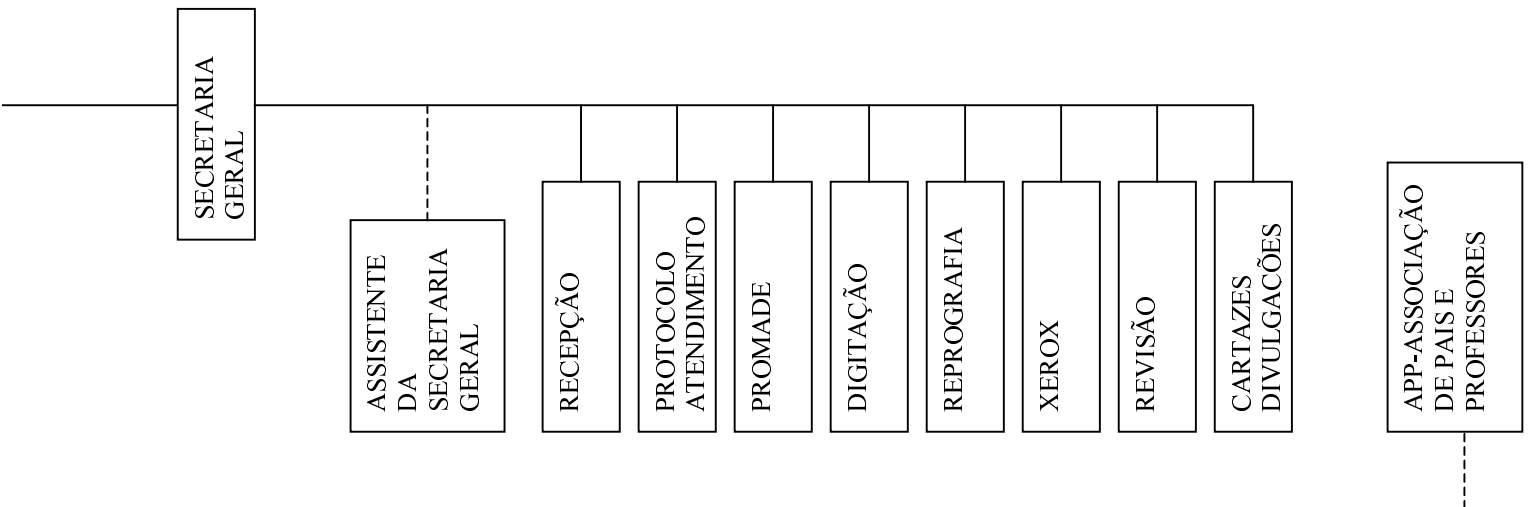 SECRETARIA
GERAL
ASSISTENTE
DA
SECRETARIA
GERAL
RECEPÇÃO
PROTOCOLO
ATENDIMENTO
PROMADE
DIGITAÇÃO
REPROGRAFIA
XEROX
REVISÃO
CARTAZES
DIVULGAÇÕES
APP-ASSOCIAÇÃO
DE PAIS E
PROFESSORES